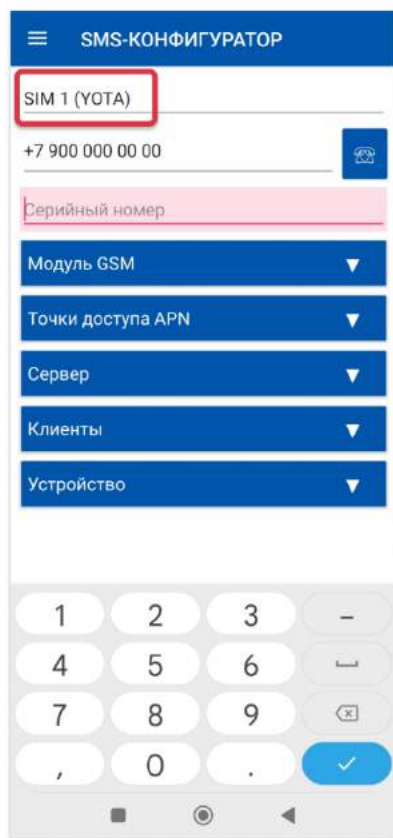 SMS-КОНФИГУРАТОР
SIM 1 (YOTA)
+7 900 000 00 00
Серийный номер
Модуль GSM
Точки доступа APN
Сервер
Клиенты
Устройство
1 2 3 –
4 5 6
7 8 9
, 0 .